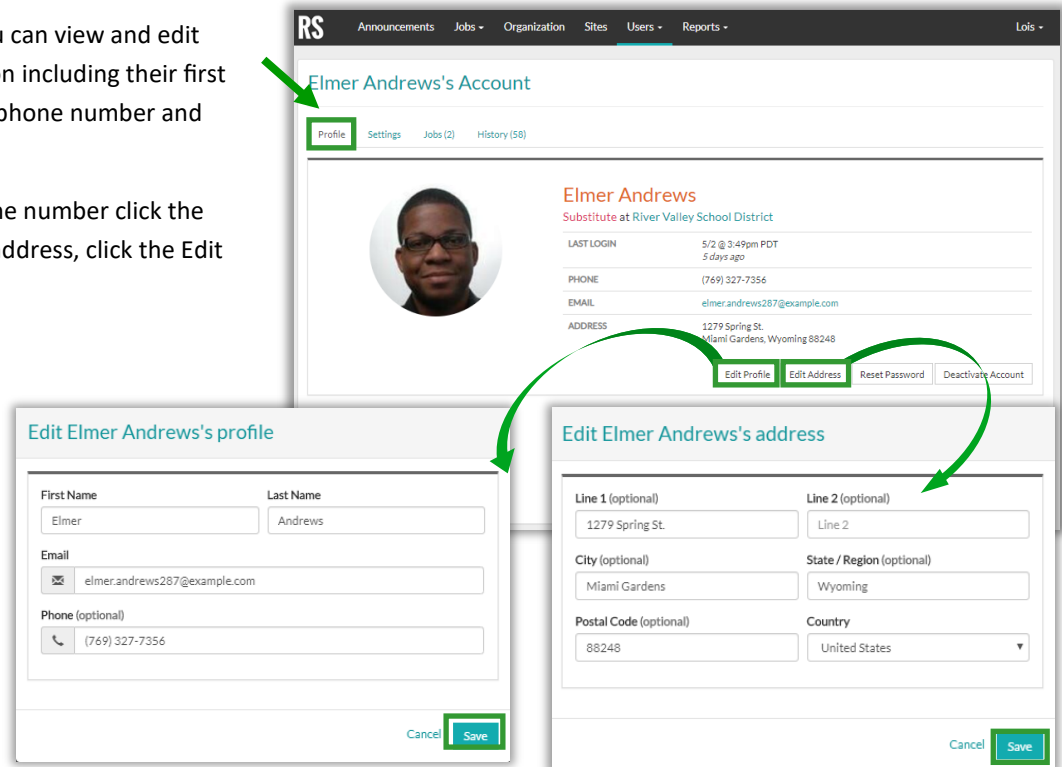 u can view and edit
on including their first
phone number and
ne number click the
address, click the Edit
RS Announcements Jobs Organization Sites Users Reports Lois
Elmer Andrews's Account
Profile Settings Jobs (2) History (58)
Elmer Andrews
Substitute at River Valley School District
LAST LOGIN 5/2 @ 3:49pm PDT
5 days ago
PHONE (769) 327-7356
EMAIL elmer.andrews287@example.com
ADDRESS 1279 Spring St.
Miami Gardens, Wyoming 88248
Edit Profile Edit Address Reset Password Deactivate Account
Edit Elmer Andrews's profile
First Name Last Name
Elmer Andrews
Email
elmer.andrews287@example.com
Phone (optional)
(769) 327-7356
Cancel Save
Edit Elmer Andrews's address
Line 1 (optional) Line 2 (optional)
1279 Spring St. Line 2
City (optional) State / Region (optional)
Miami Gardens Wyoming
Postal Code (optional) Country
88248 United States
Cancel Save